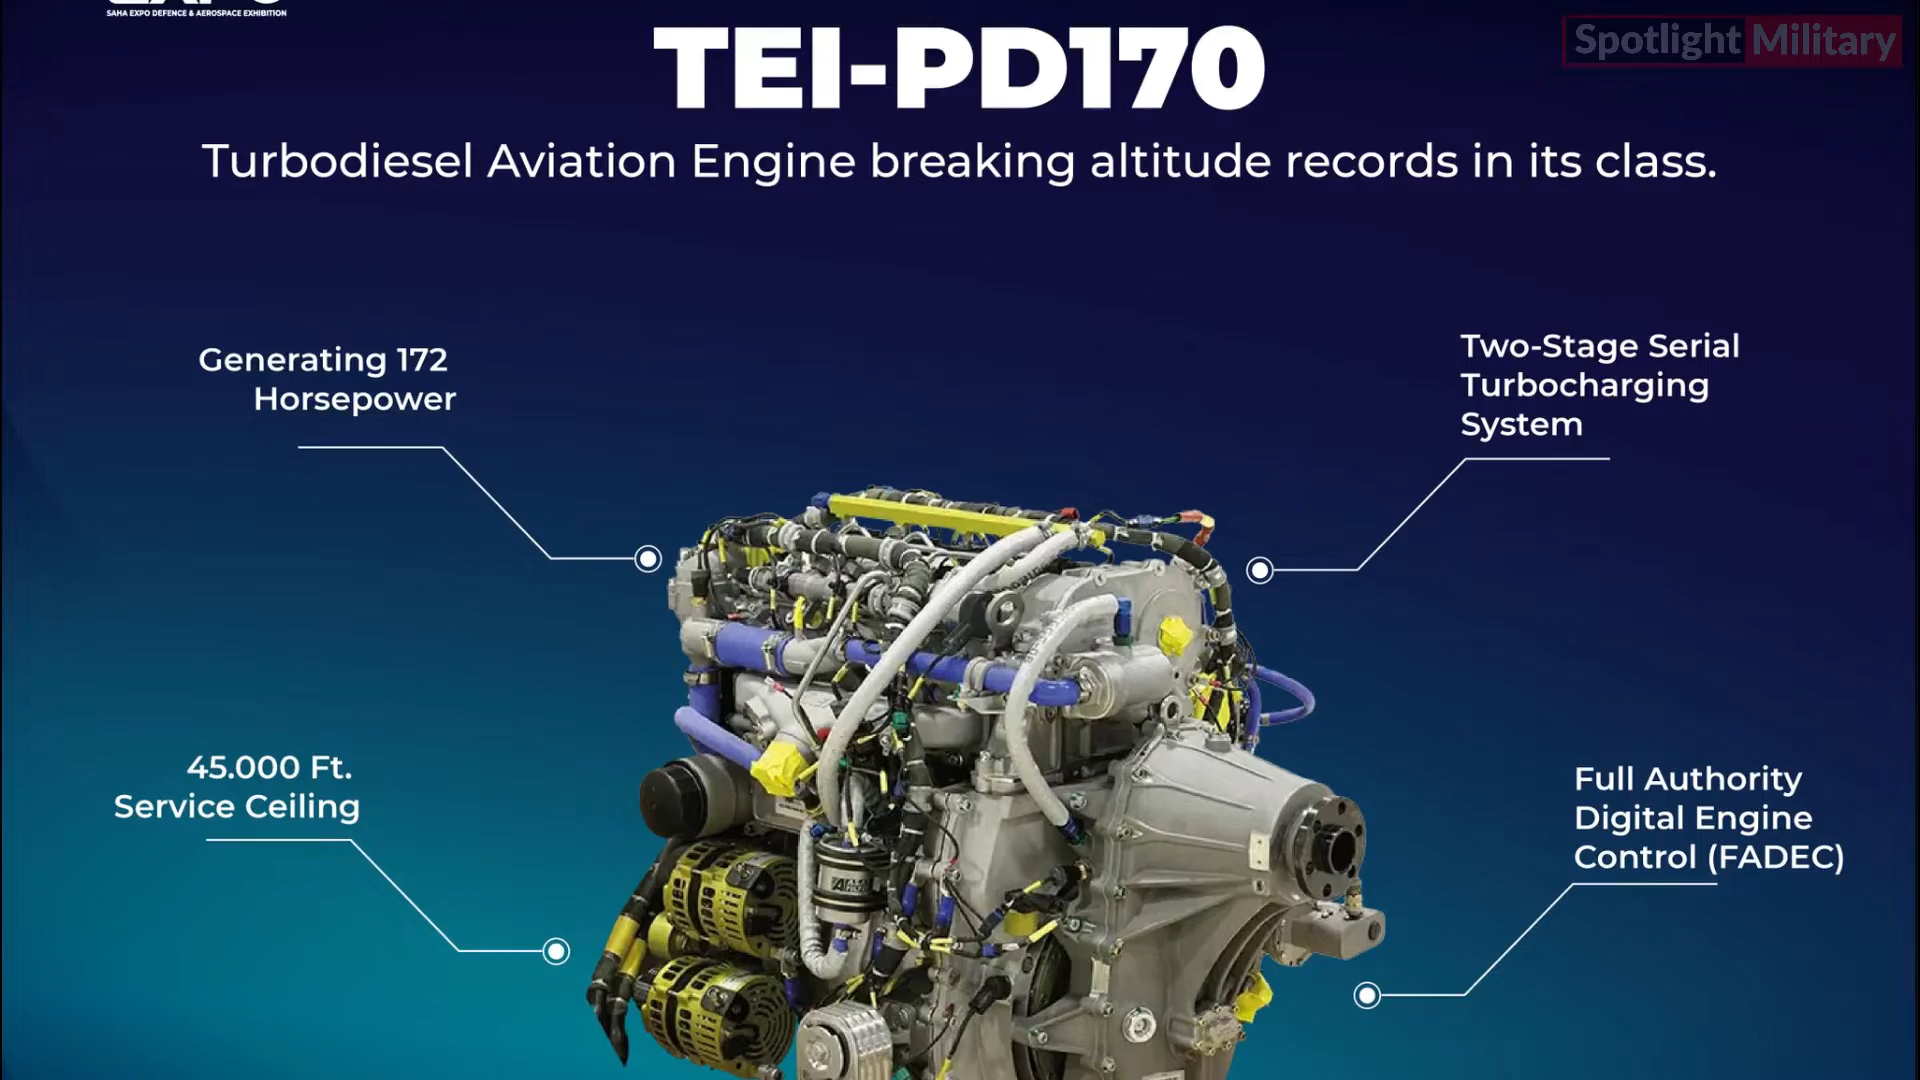 SAHA EXPO DEFENCE & AEROSPACE EXHIBITION
Spotlight Military
TEI-PD170
Turbodiesel Aviation Engine breaking altitude records in its class.
Generating 172
Horsepower
Two-Stage Serial
Turbocharging
System
45.000 Ft.
Service Ceiling
Full Authority
Digital Engine
Control (FADEC)